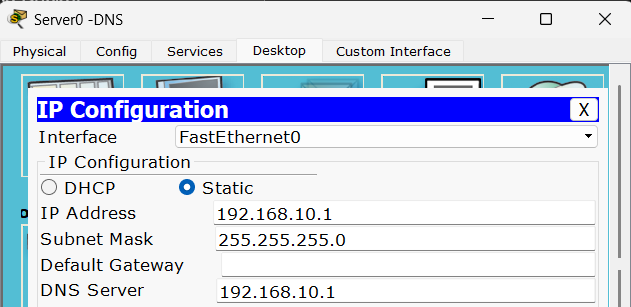 Server0 -DNS
Physical Config Services Desktop Custom Interface
IP Configuration X
Interface FastEthernet0
IP Configuration
DHCP Static
IP Address 192.168.10.1
Subnet Mask 255.255.255.0
Default Gateway
DNS Server 192.168.10.1